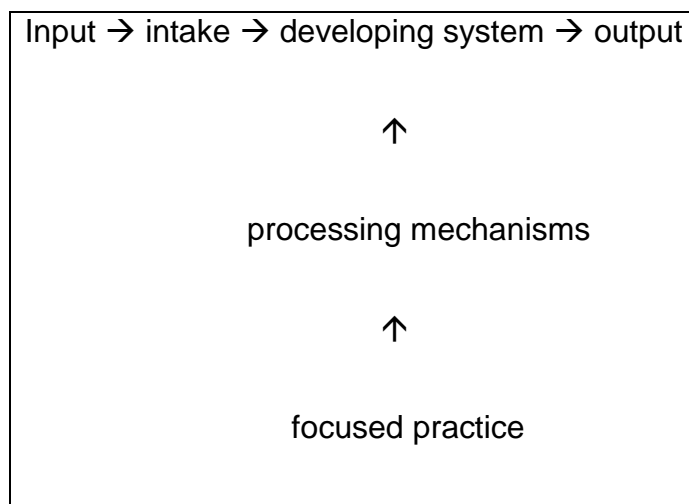 Input → intake → developing system → output
↑
processing mechanisms
↑
focused practice